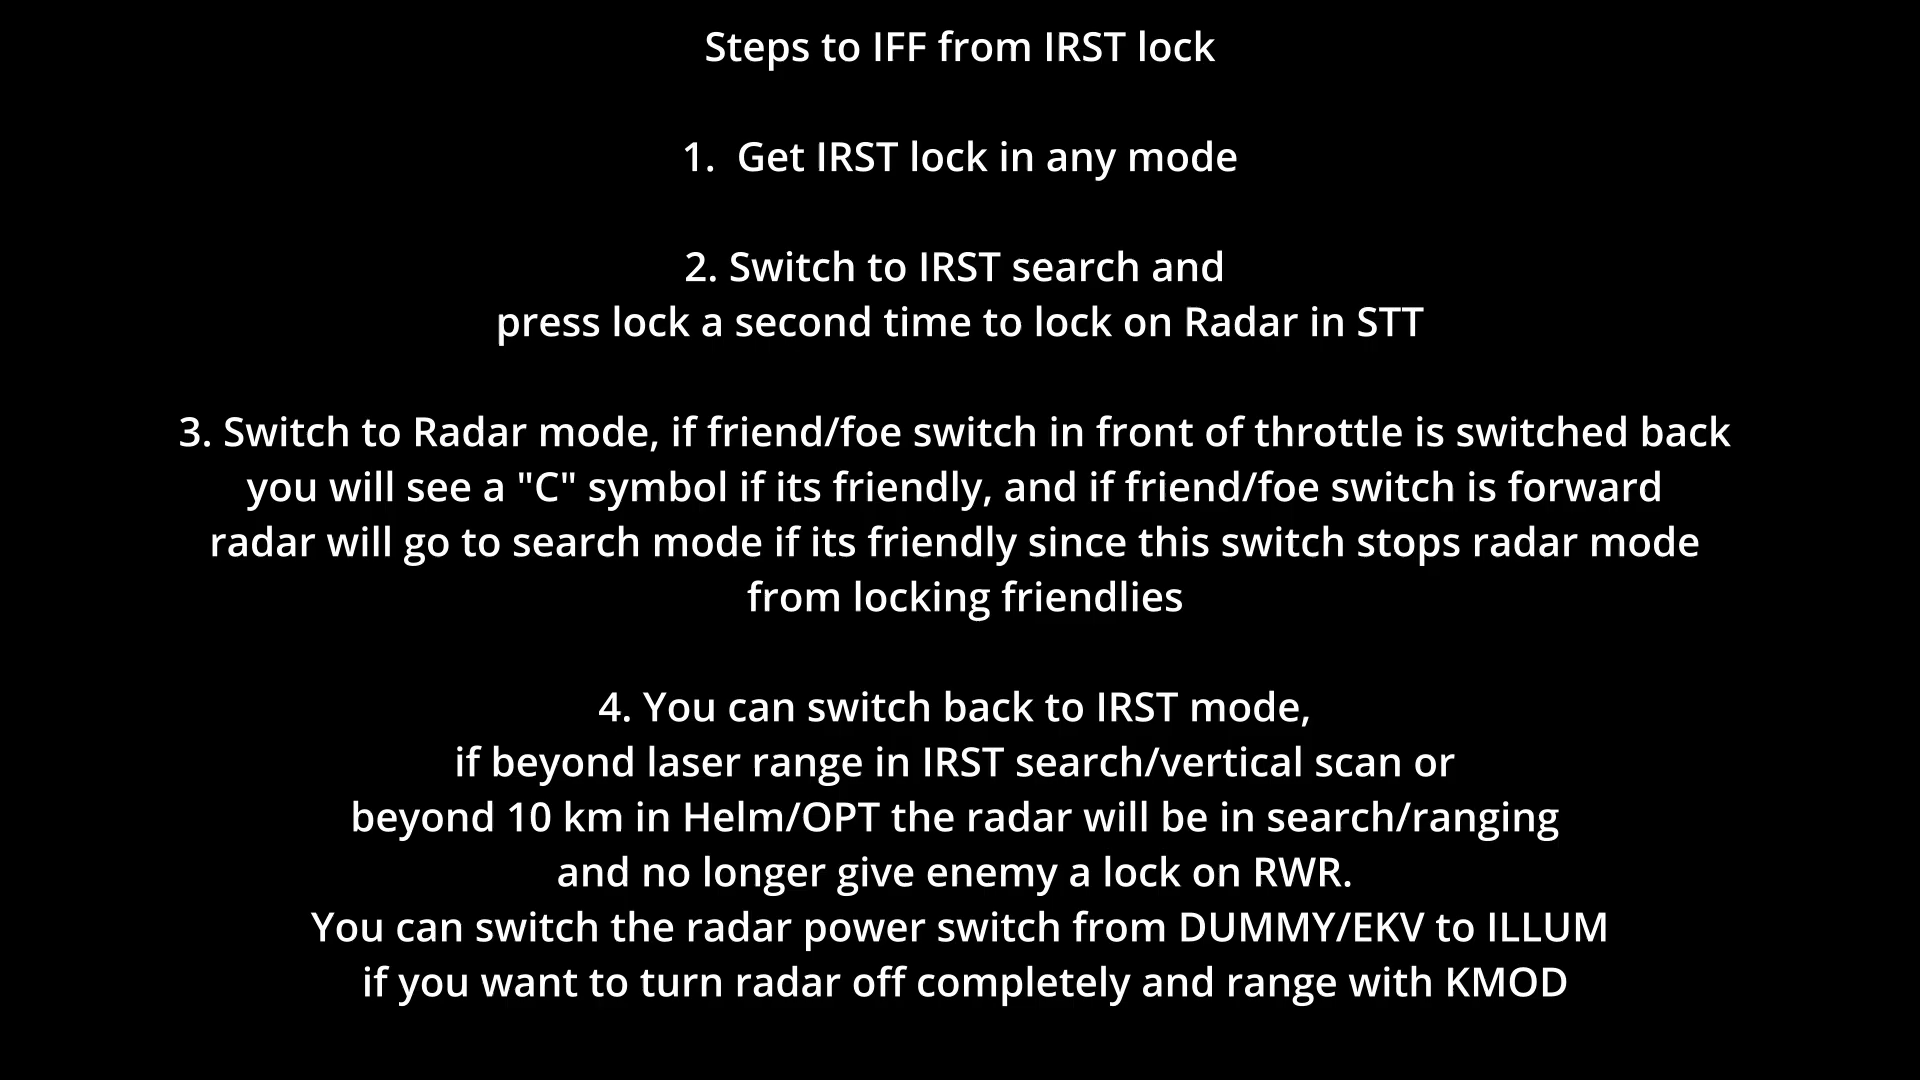 Steps to IFF from IRST lock
1. Get IRST lock in any mode
2. Switch to IRST search and
press lock a second time to lock on Radar in STT
3. Switch to Radar mode, if friend/foe switch in front of throttle is switched back
you will see a "C" symbol if its friendly, and if friend/foe switch is forward
radar will go to search mode if its friendly since this switch stops radar mode
from locking friendlies
4. You can switch back to IRST mode,
if beyond laser range in IRST search/vertical scan or
beyond 10 km in Helm/OPT the radar will be in search/ranging
and no longer give enemy a lock on RWR.
You can switch the radar power switch from DUMMY/EKV to ILLUM
if you want to turn radar off completely and range with KMOD